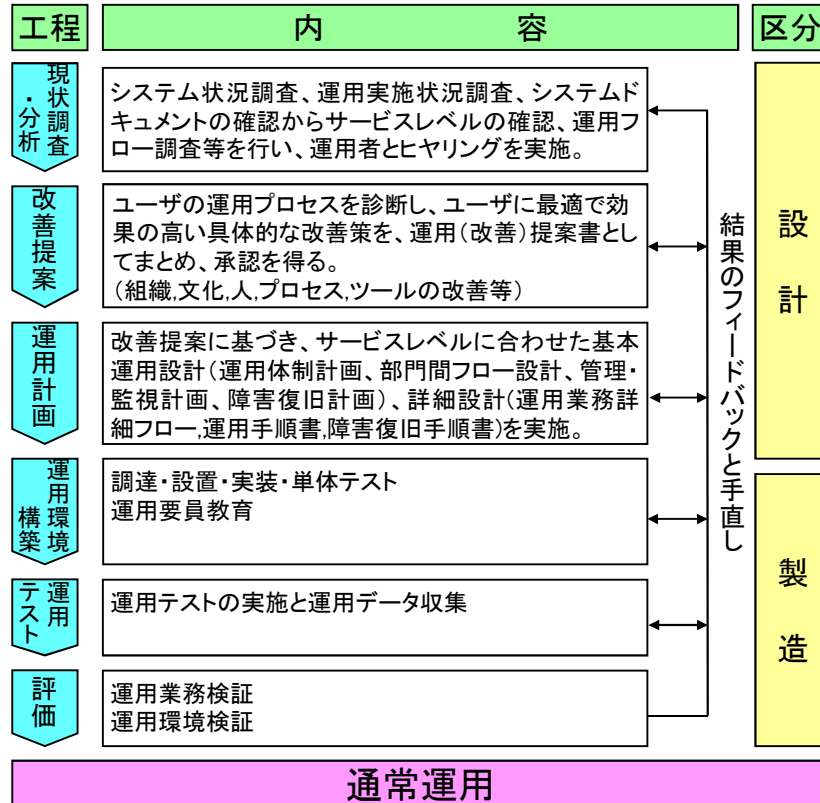 工程
内容
区分
現状調査
・分析
システム状況調査、運用実施状況調査、システムド
キュメントの確認からサービスレベルの確認、運用フ
ロー調査等を行い、運用者とヒヤリングを実施。
改善提案
ユーザの運用プロセスを診断し、ユーザに最適で効
果の高い具体的な改善策を、運用(改善)提案書とし
てまとめ、承認を得る。
(組織,文化,人,プロセス,ツールの改善等)
運用計画
改善提案に基づき、サービスレベルに合わせた基本
運用設計(運用体制計画、部門間フロー設計、管理・
監視計画、障害復旧計画)、詳細設計(運用業務詳
細フロー,運用手順書,障害復旧手順書)を実施。
運用環境
構築
調達・設置・実装・単体テスト
運用要員教育
運用
テスト
運用テストの実施と運用データ収集
評価
運用業務検証
運用環境検証
結果のフィードバックと手直し
設計
製造
通常運用